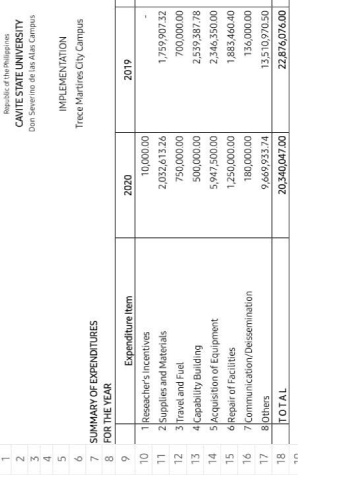 1 Republic of the Philippines
2 CAVITE STATE UNIVERSITY
3 Don Severino de las Alas Campus
4
5 IMPLEMENTATION
6 Trece Martires City Campus
7 SUMMARY OF EXPENDITURES
8 FOR THE YEAR
9 Expenditure Item 2020 2019
10 1 Reseacher's Incentives 10,000.00 -
11 2 Supplies and Materials 2,032,613.26 1,759,907.32
12 3 Travel and Fuel 750,000.00 700,000.00
13 4 Capability Building 500,000.00 2,539,387.78
14 5 Acquisition of Equipment 5,947,500.00 2,346,350.00
15 6 Repair of Facilities 1,250,000.00 1,883,460.40
16 7 Communication/Deissemination 180,000.00 136,000.00
17 8 Others 9,669,933.74 13,510,970.50
18 T O T A L 20,340,047.00 22,876,076.00